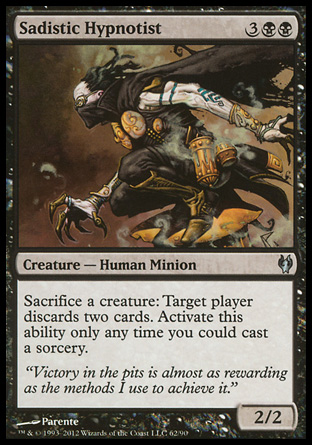 Sadistic Hypnotist 3
Creature — Human Minion
Sacrifice a creature: Target player
discards two cards. Activate this
ability only any time you could cast
a sorcery.
“Victory in the pits is almost as rewarding
as the methods I use to achieve it.”
Parente
2/2
™ & © 1993–2012 Wizards of the Coast LLC 62/90